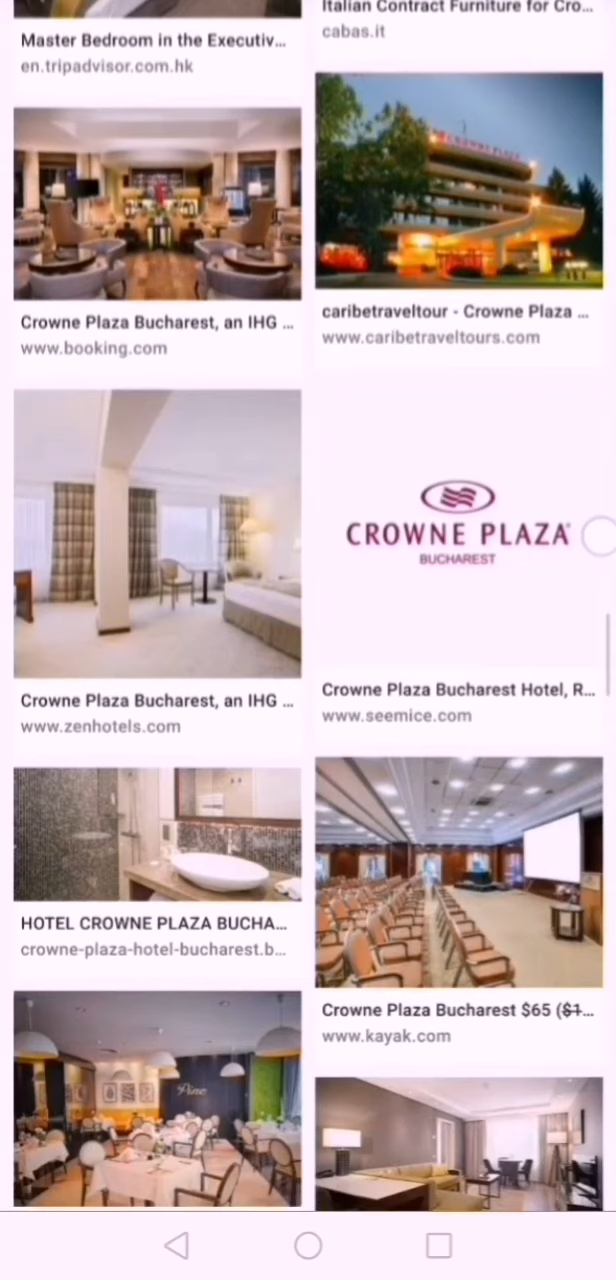 Master Bedroom in the Executiv...
en.tripadvisor.com.hk
Italian Contract Furniture for Cro...
cabas.it
CROWNE PLAZA
Crowne Plaza Bucharest, an IHG ...
www.booking.com
caribetraveltour - Crowne Plaza ...
www.caribetraveltours.com
CROWNE PLAZA
BUCHAREST
Crowne Plaza Bucharest, an IHG ...
www.zenhotels.com
Crowne Plaza Bucharest Hotel, R...
www.seemice.com
HOTEL CROWNE PLAZA BUCHA...
crowne-plaza-hotel-bucharest.b...
Crowne Plaza Bucharest $65 ($1...
www.kayak.com